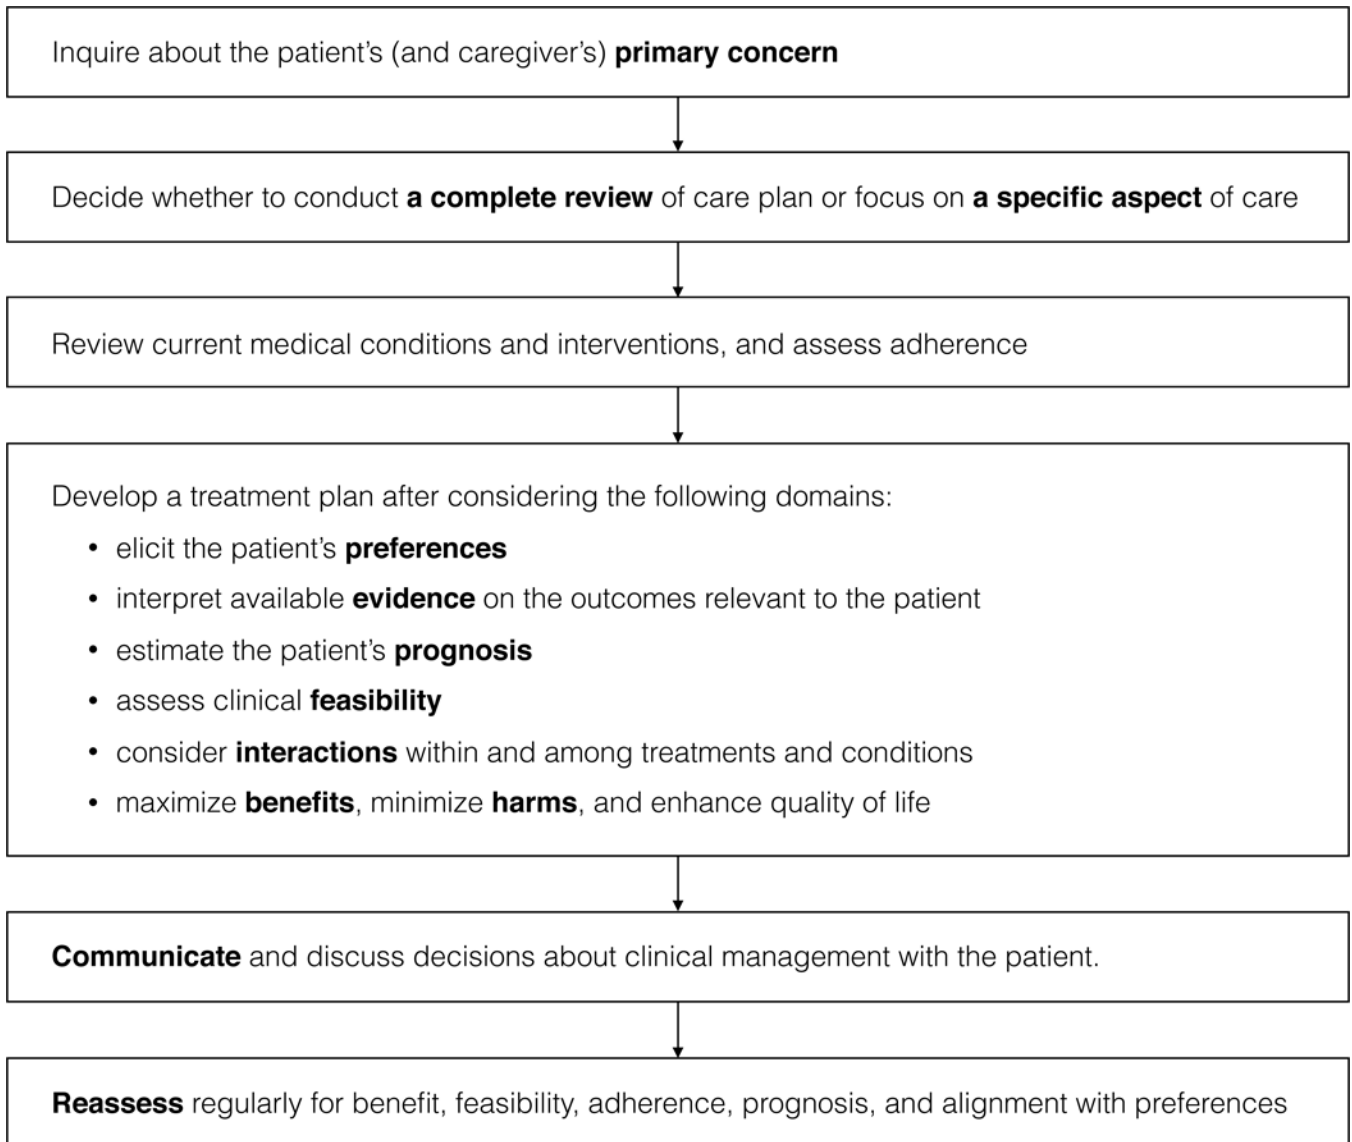 Inquire about the patient’s (and caregiver’s) primary concern
Decide whether to conduct a complete review of care plan or focus on a specific aspect of care
Review current medical conditions and interventions, and assess adherence
Develop a treatment plan after considering the following domains:
• elicit the patient’s preferences
• interpret available evidence on the outcomes relevant to the patient
• estimate the patient’s prognosis
• assess clinical feasibility
• consider interactions within and among treatments and conditions
• maximize benefits, minimize harms, and enhance quality of life
Communicate and discuss decisions about clinical management with the patient.
Reassess regularly for benefit, feasibility, adherence, prognosis, and alignment with preferences